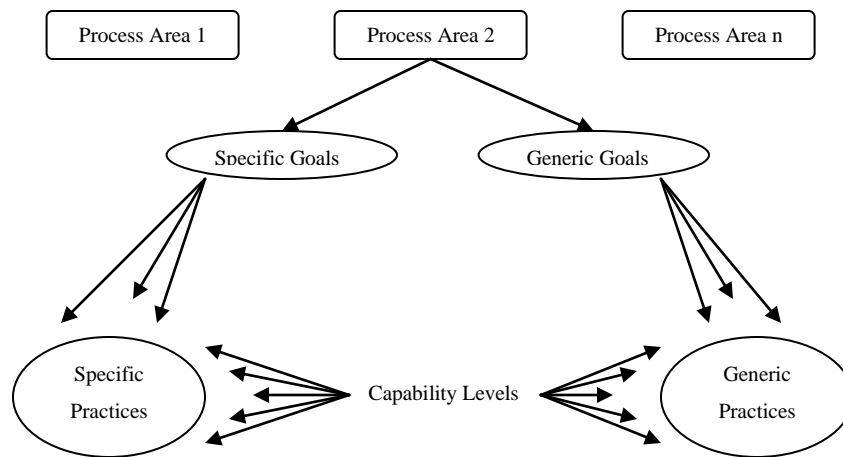 Process Area 1
Process Area 2
Process Area n
Specific Goals
Generic Goals
Specific
Practices
Capability Levels
Generic
Practices